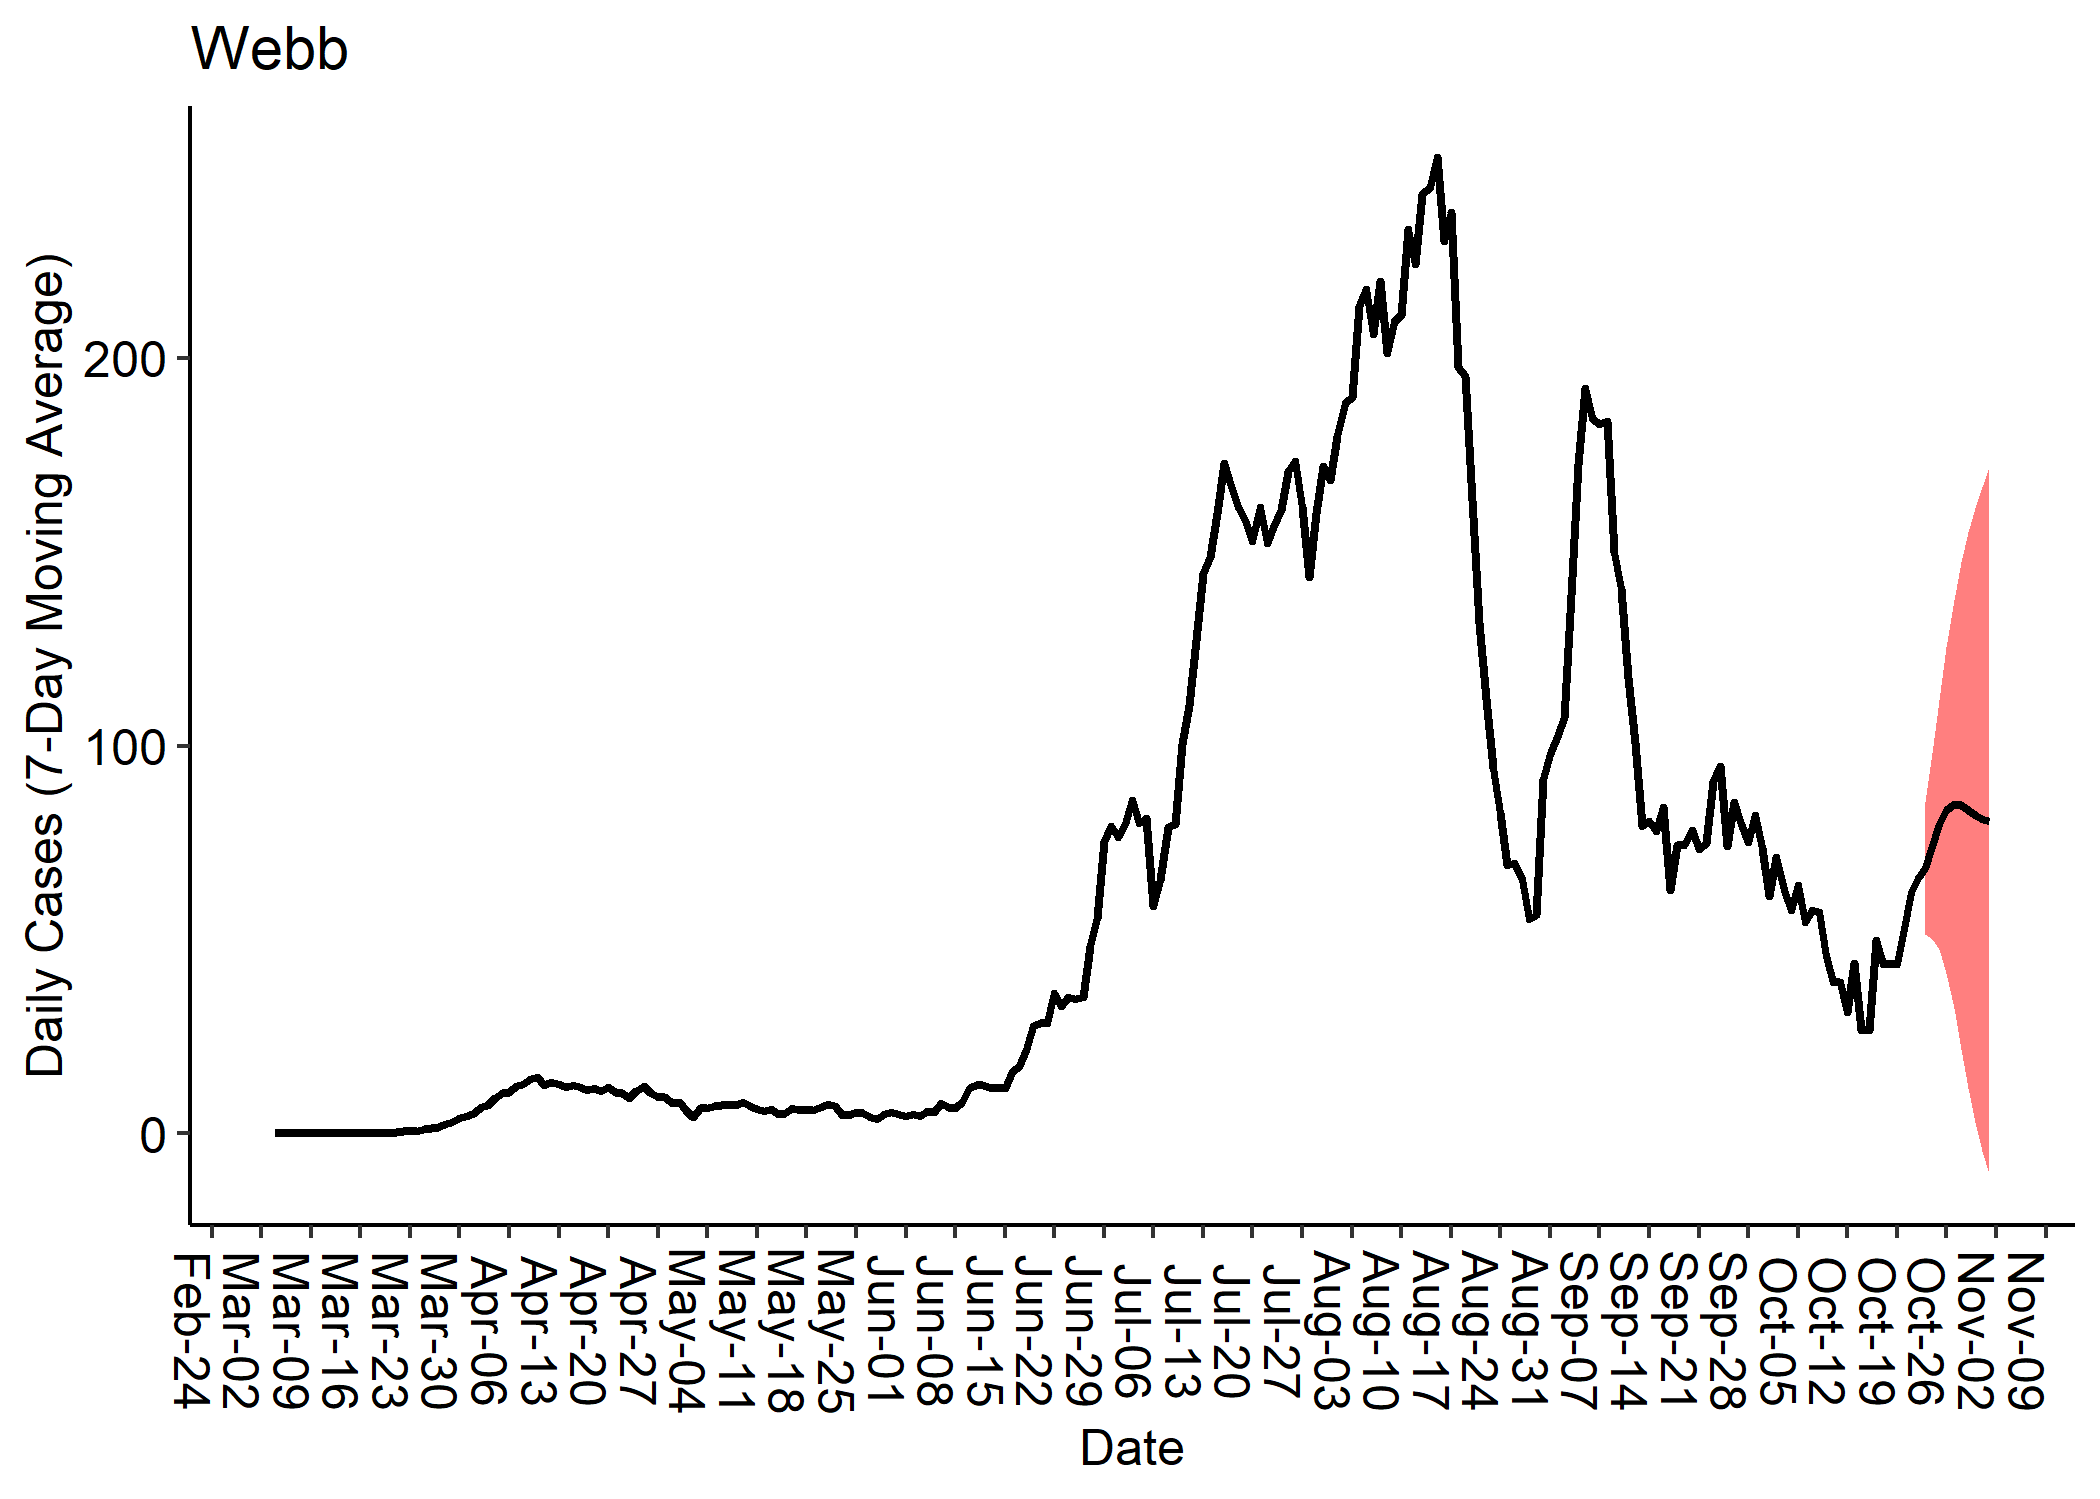 Webb
Daily Cases (7-Day Moving Average)
200
100
0
Feb-24
Mar-02
Mar-09
Mar-16
Mar-23
Mar-30
Apr-06
Apr-13
Apr-20
Apr-27
May-04
May-11
May-18
May-25
Jun-01
Jun-08
Jun-15
Jun-22
Jun-29
Jul-06
Jul-13
Jul-20
Jul-27
Aug-03
Aug-10
Aug-17
Aug-24
Aug-31
Sep-07
Sep-14
Sep-21
Sep-28
Oct-05
Oct-12
Oct-19
Oct-26
Nov-02
Nov-09
Date